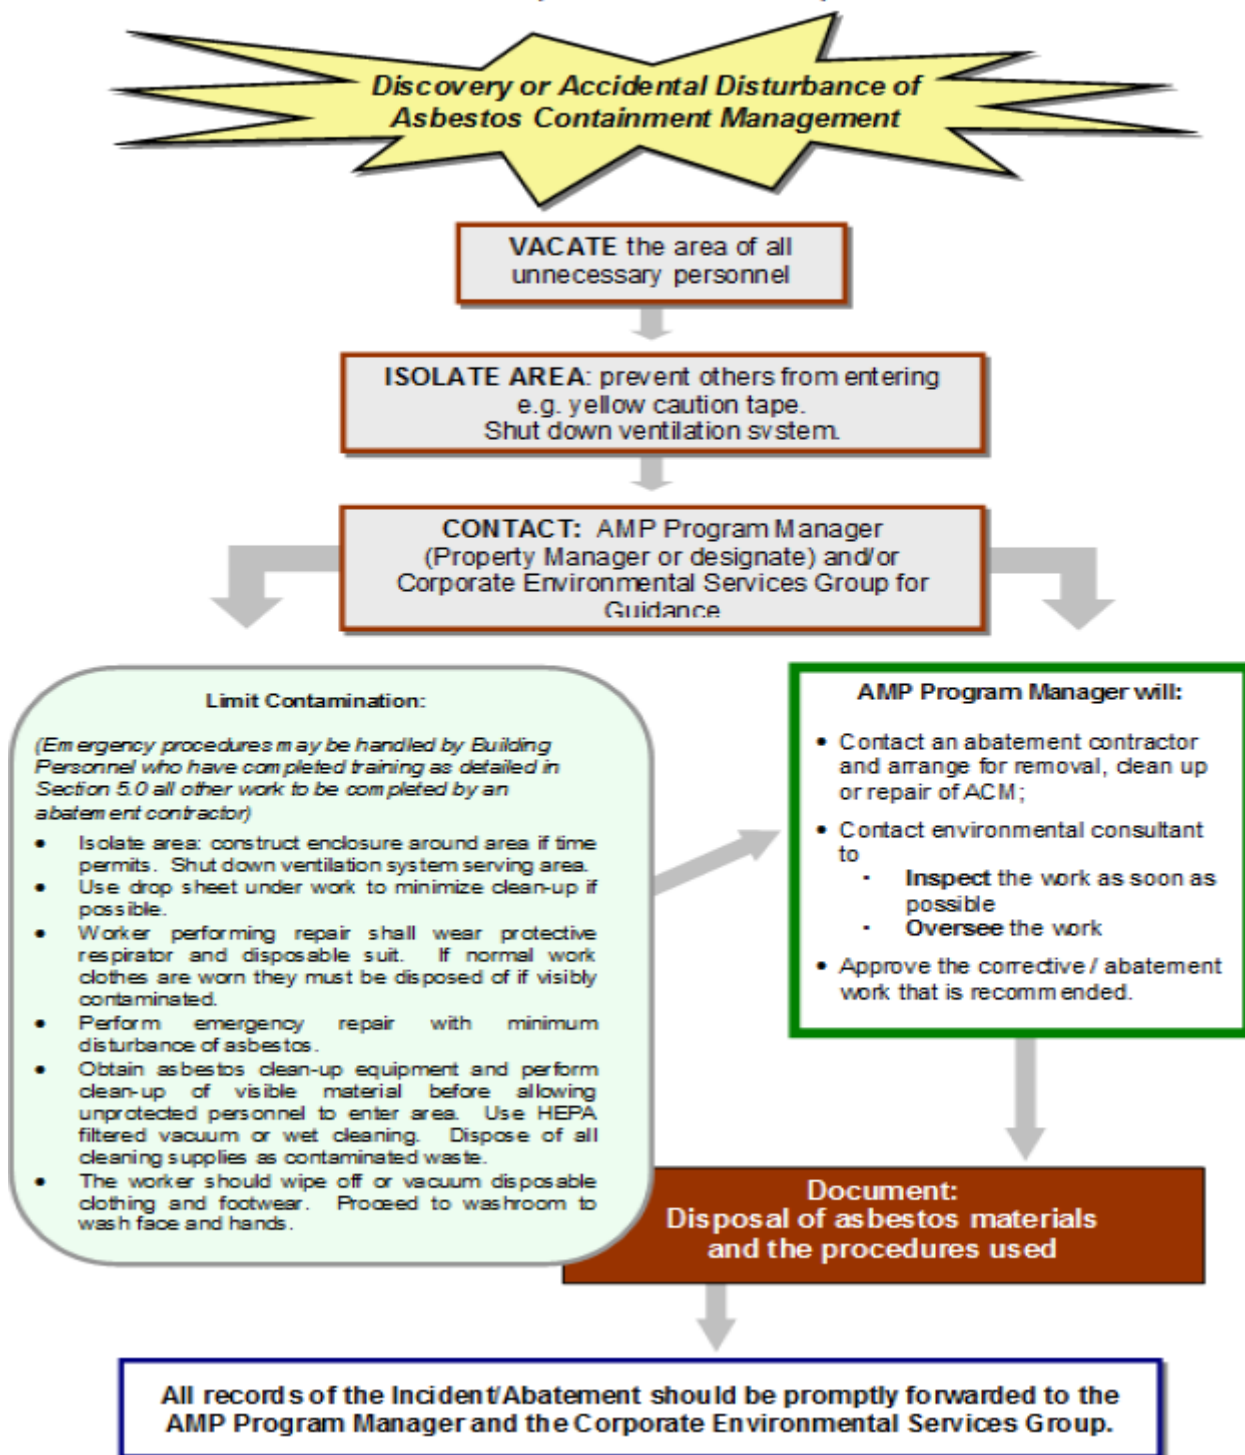 Discovery or Accidental Disturbance of
Asbestos Containment Management
VACATE the area of all
unnecessary personnel
ISOLATE AREA: prevent others from entering
e.g. yellow caution tape.
Shut down ventilation system.
CONTACT: AMP Program Manager
(Property Manager or designate) and/or
Corporate Environmental Services Group for
Guidance
Limit Contamination:
(Emergency procedures may be handled by Building
Personnel who have completed training as detailed in
Section 5.0 all other work to be completed by an
abatement contractor)
• Isolate area: construct enclosure around area if time
permits. Shut down ventilation system serving area.
• Use drop sheet under work to minimize clean-up if
possible.
• Worker performing repair shall wear protective
respirator and disposable suit. If normal work
clothes are worn they must be disposed of if visibly
contaminated.
• Perform emergency repair with minimum
disturbance of asbestos.
• Obtain asbestos clean-up equipment and perform
clean-up of visible material before allowing
unprotected personnel to enter area. Use HEPA
filtered vacuum or wet cleaning. Dispose of all
cleaning supplies as contaminated waste.
• The worker should wipe off or vacuum disposable
clothing and footwear. Proceed to washroom to
wash face and hands.
AMP Program Manager will:
• Contact an abatement contractor
and arrange for removal, clean up
or repair of ACM;
• Contact environmental consultant
to
- Inspect the work as soon as
possible
- Oversee the work
• Approve the corrective / abatement
work that is recommended.
Document:
Disposal of asbestos materials
and the procedures used
All records of the Incident/Abatement should be promptly forwarded to the
AMP Program Manager and the Corporate Environmental Services Group.